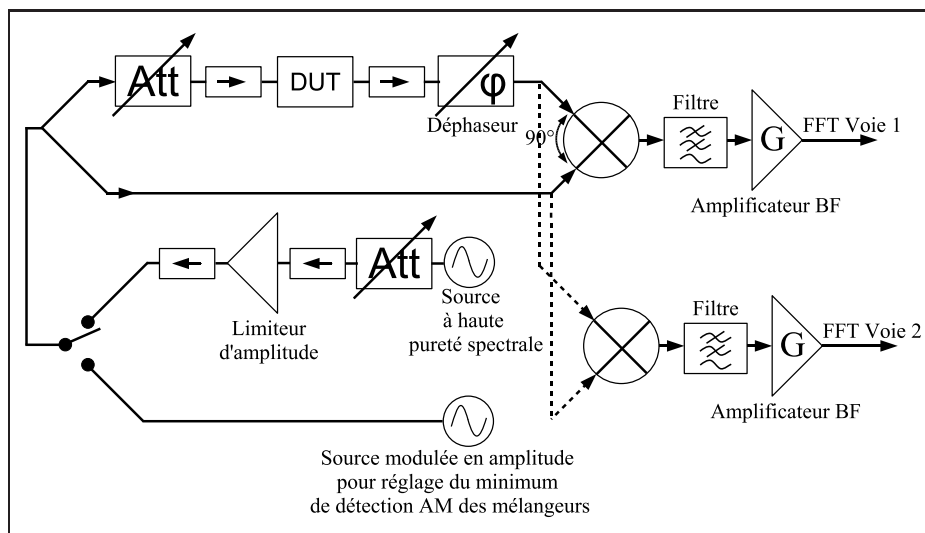 Att
DUT
φ
Déphaseur
90°
Filtre
G
FFT Voie 1
Amplificateur BF
Att
Source
à haute
pureté spectrale
Limiteur
d'amplitude
Filtre
G
FFT Voie 2
Amplificateur BF
Source modulée en amplitude
pour réglage du minimum
de détection AM des mélangeurs